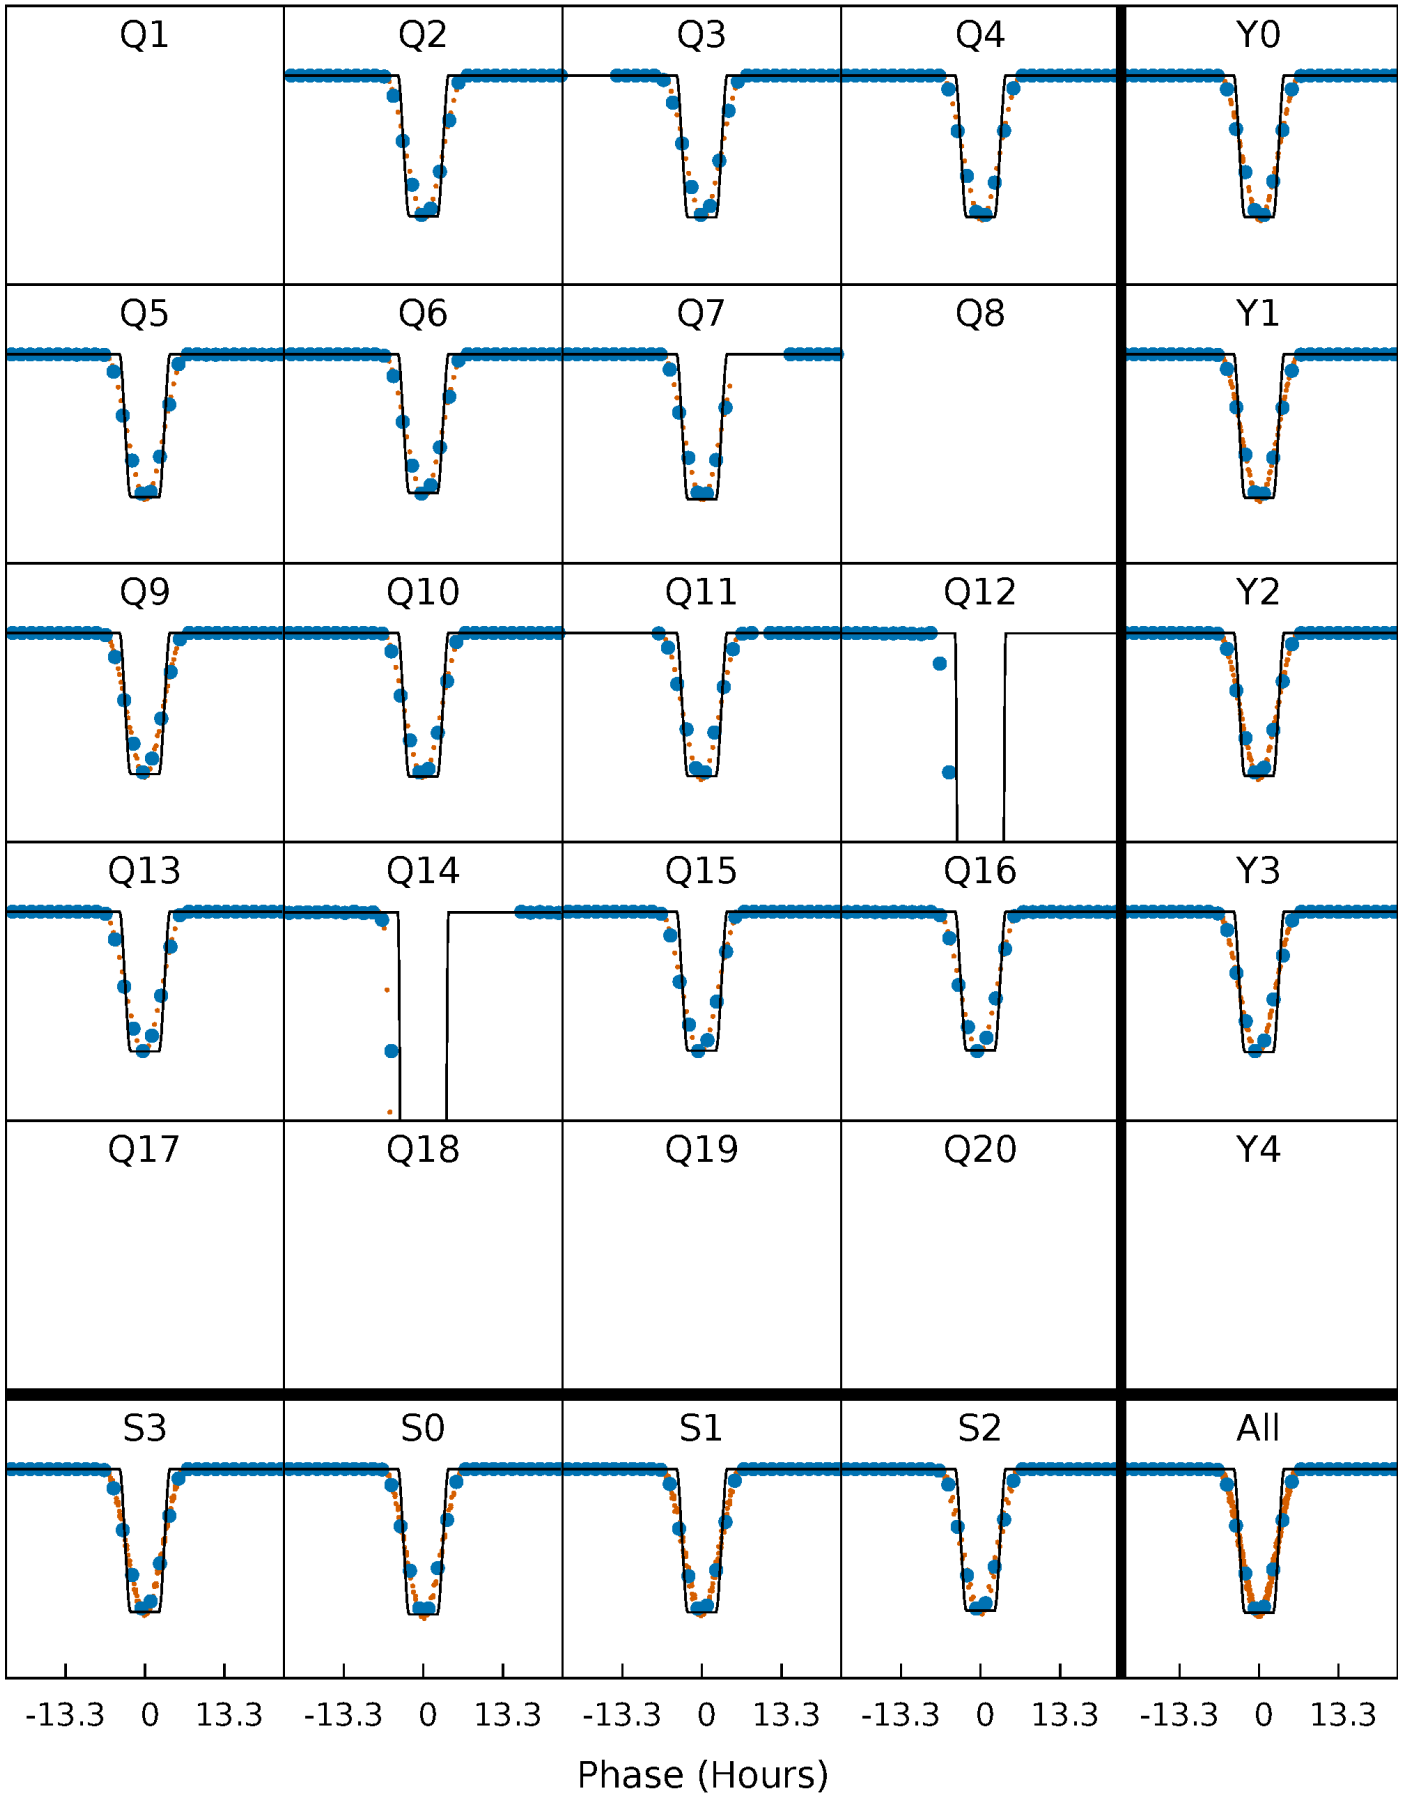 Q1 Q2 Q3 Q4 Y0
Q5 Q6 Q7 Q8 Y1
Q9 Q10 Q11 Q12 Y2
Q13 Q14 Q15 Q16 Y3
Q17 Q18 Q19 Q20 Y4
S3 S0 S1 S2 All
-13.3 0 13.3 -13.3 0 13.3 -13.3 0 13.3 -13.3 0 13.3 -13.3 0 13.3
Phase (Hours)